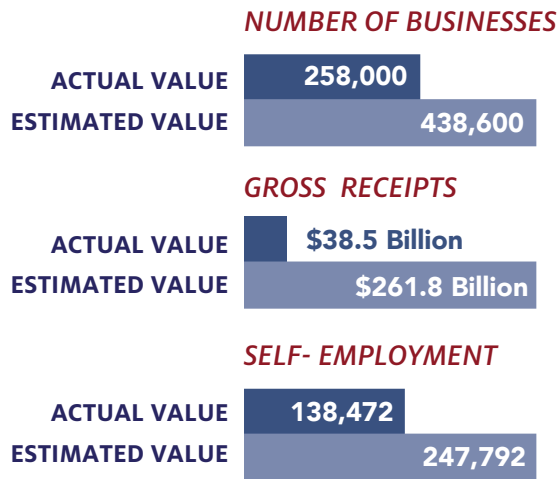 NUMBER OF BUSINESSES
ACTUAL VALUE 258,000
ESTIMATED VALUE 438,600
GROSS RECEIPTS
ACTUAL VALUE $38.5 Billion
ESTIMATED VALUE $261.8 Billion
SELF- EMPLOYMENT
ACTUAL VALUE 138,472
ESTIMATED VALUE 247,792